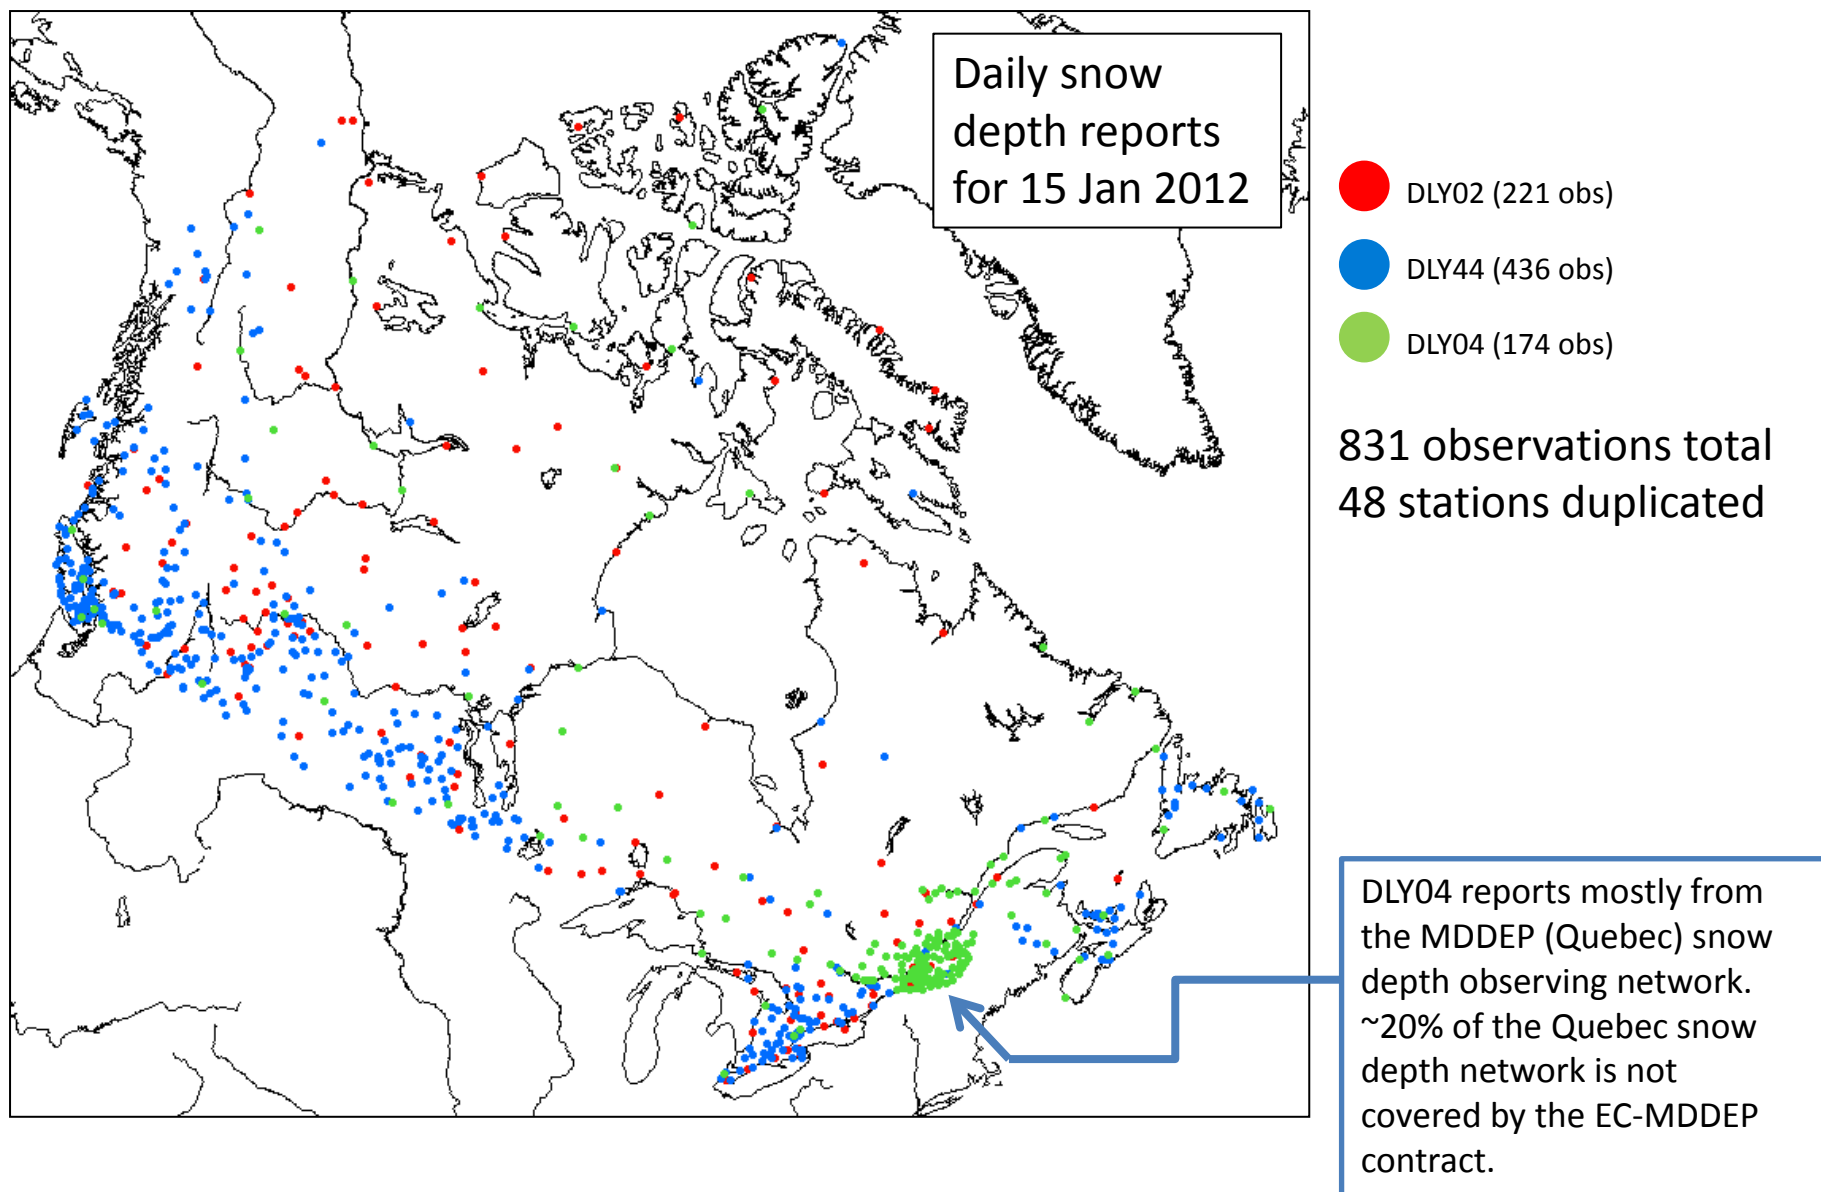 Daily snow
depth reports
for 15 Jan 2012
DLY02 (221 obs)
DLY44 (436 obs)
DLY04 (174 obs)
831 observations total
48 stations duplicated
DLY04 reports mostly from
the MDDEP (Quebec) snow
depth observing network.
~20% of the Quebec snow
depth network is not
covered by the EC-MDDEP
contract.